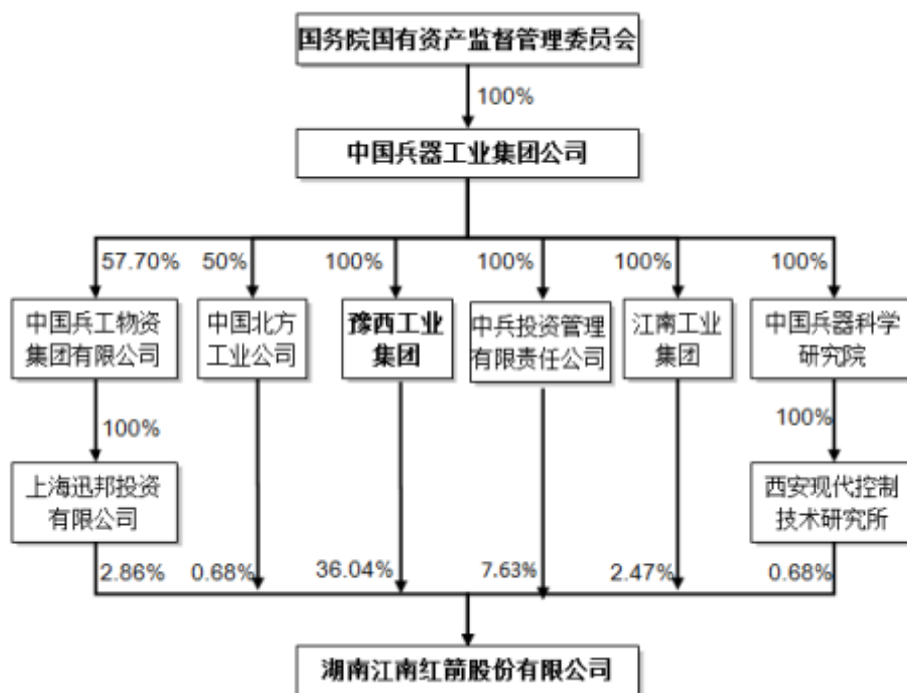 国务院国有资产监督管理委员会
100%
中国兵器工业集团公司
57.70%
50%
100%
100%
100%
100%
中国兵工物资
集团有限公司
中国北方
工业公司
豫西工业
集团
中兵投资管理
有限责任公司
江南工业
集团
中国兵器科学
研究院
100%
100%
上海迅邦投资
有限公司
西安现代控制
技术研究所
2.86%
0.68%
36.04%
7.63%
2.47%
0.68%
湖南江南红箭股份有限公司